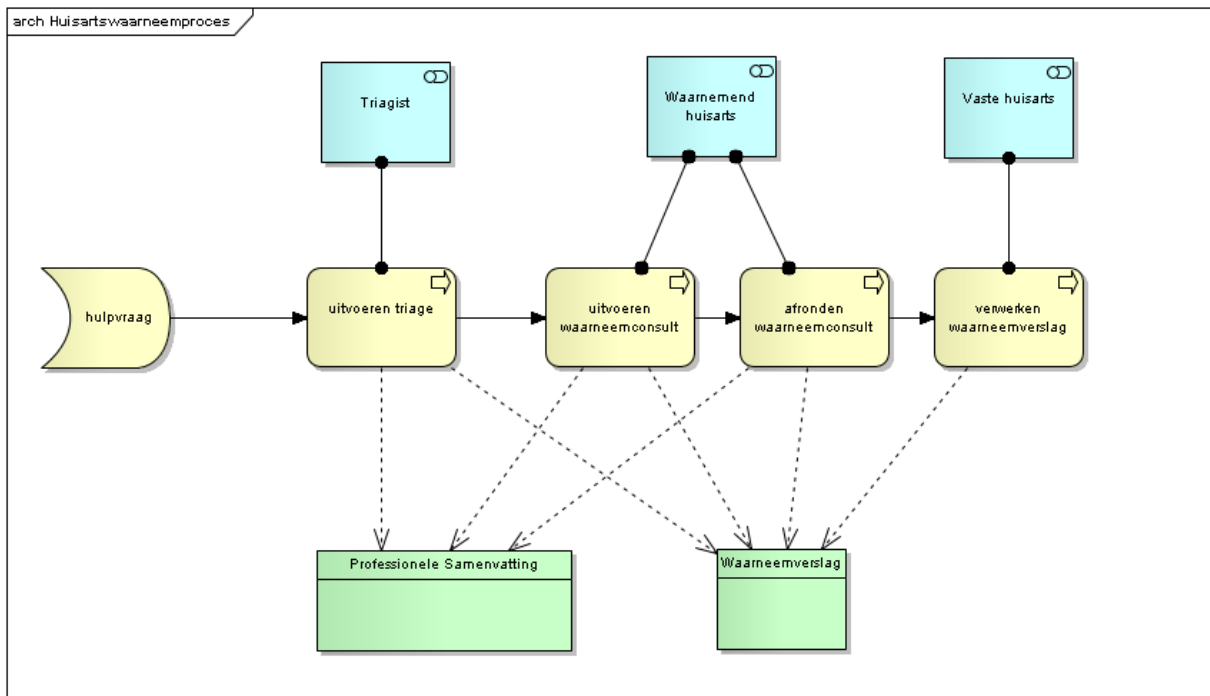 arch Huisartswaarneemproces
Triagist
Waarnemend
huisarts
Vaste huisarts
hulpvraag
uitvoeren triage
uitvoeren
waarneemconsult
afronden
waarneemconsult
verwerken
waarneemverslag
Professionele Samenvatting
Waarneemverslag